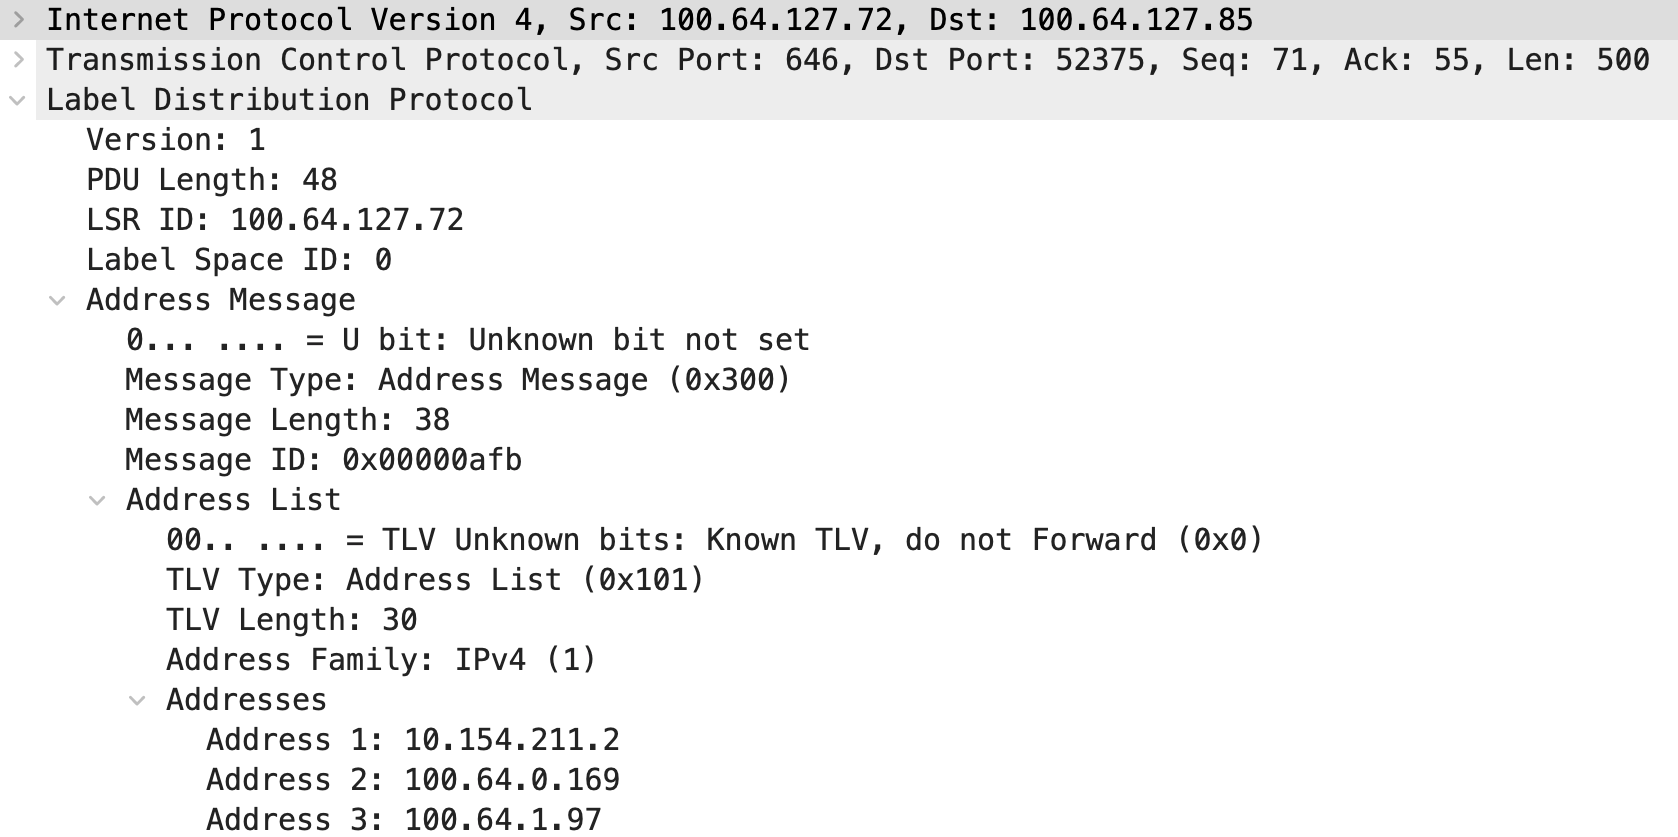 Internet Protocol Version 4, Src: 100.64.127.72, Dst: 100.64.127.85
Transmission Control Protocol, Src Port: 646, Dst Port: 52375, Seq: 71, Ack: 55, Len: 500
Label Distribution Protocol
Version: 1
PDU Length: 48
LSR ID: 100.64.127.72
Label Space ID: 0
Address Message
0... .... = U bit: Unknown bit not set
Message Type: Address Message (0x300)
Message Length: 38
Message ID: 0x00000afb
Address List
00.. .... = TLV Unknown bits: Known TLV, do not Forward (0x0)
TLV Type: Address List (0x101)
TLV Length: 30
Address Family: IPv4 (1)
Addresses
Address 1: 10.154.211.2
Address 2: 100.64.0.169
Address 3: 100.64.1.97